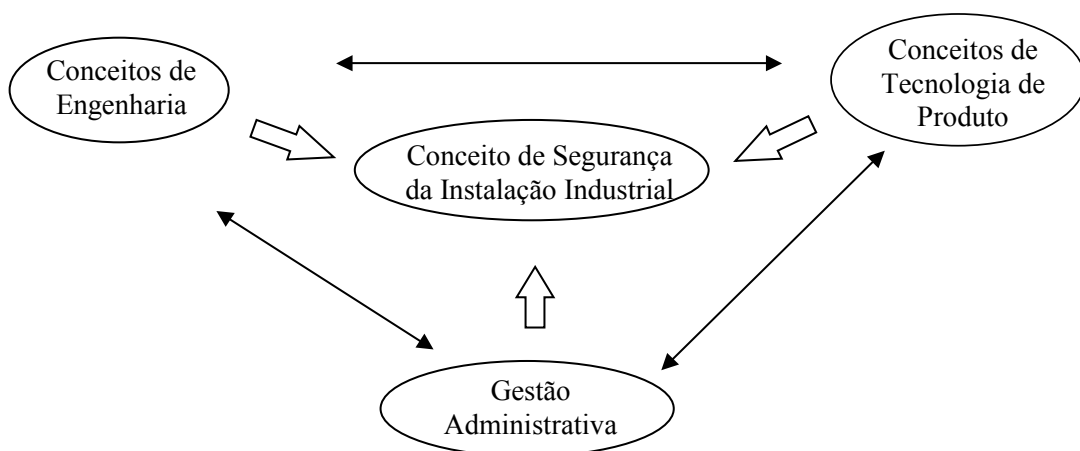 Conceitos de
Engenharia
Conceitos de
Tecnologia de
Produto
Conceito de Segurança
da Instalação Industrial
Gestão
Administrativa